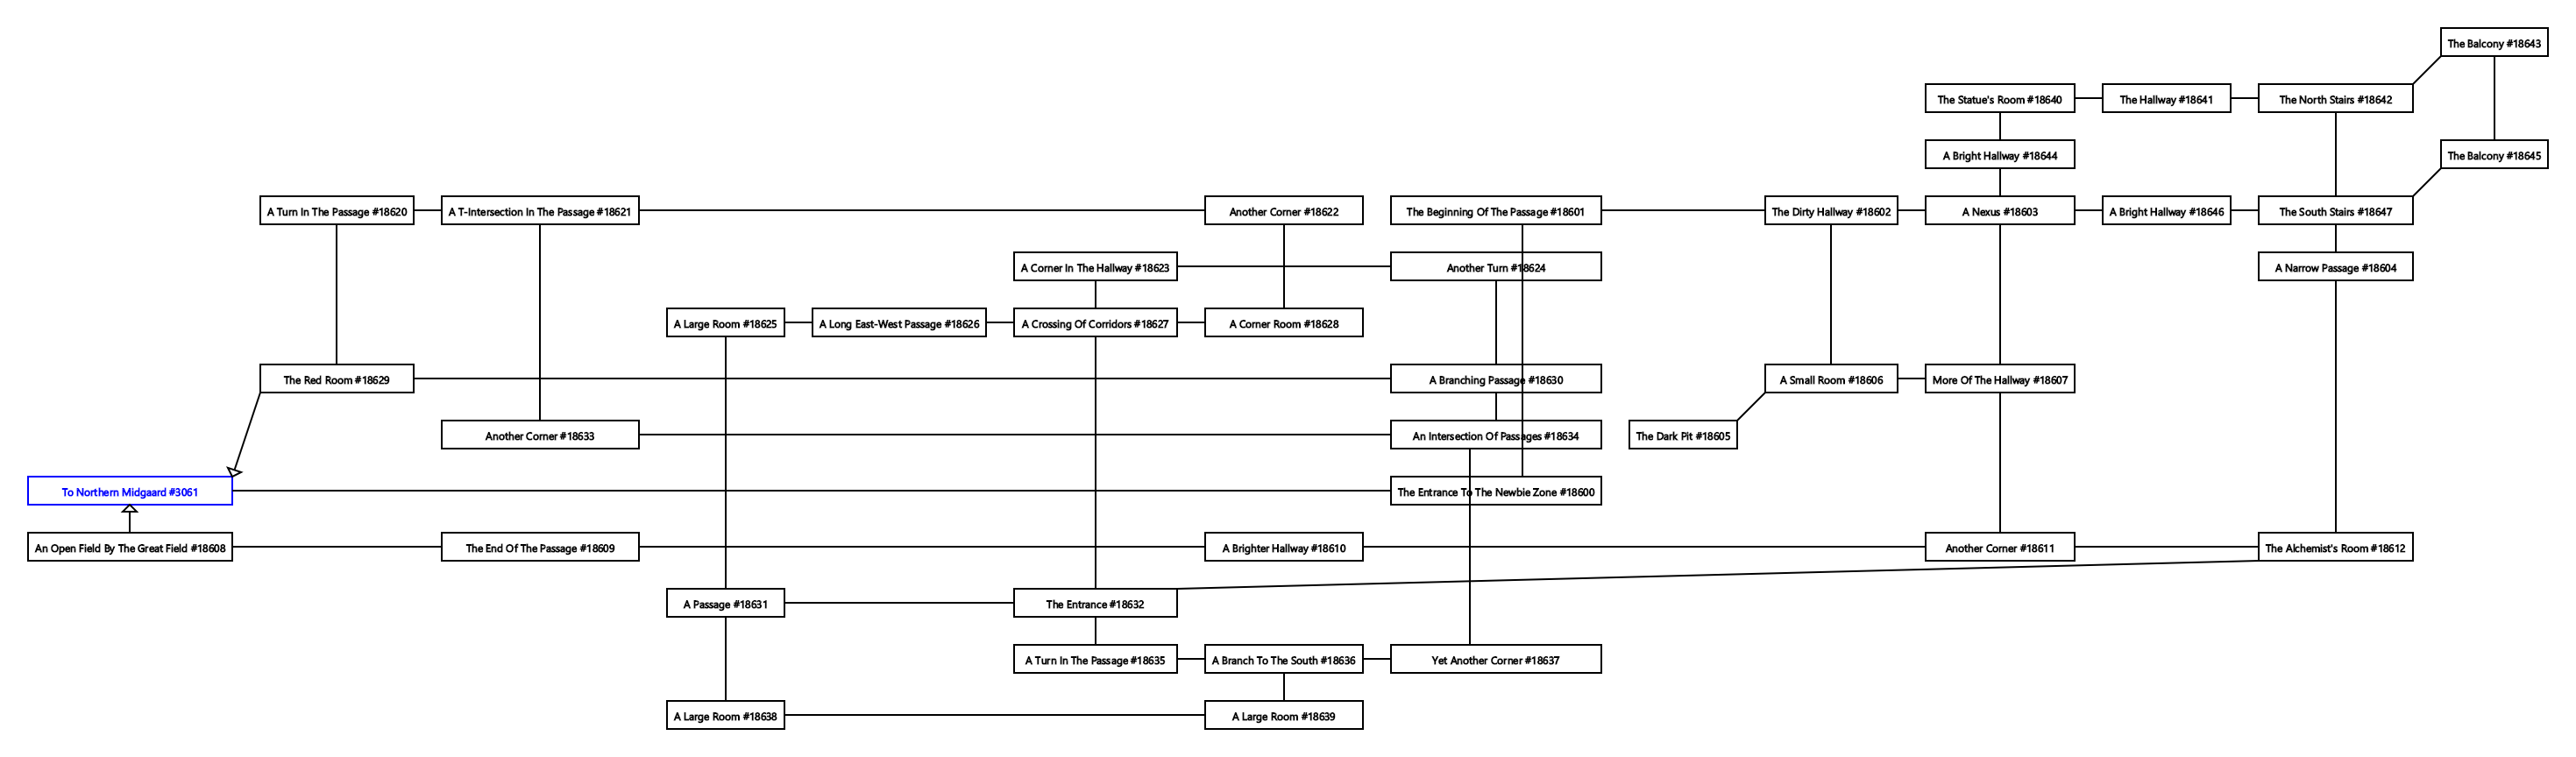 The Balcony #18643
The Statue's Room #18640
The Hallway #18641
The North Stairs #18642
A Bright Hallway #18644
The Balcony #18645
A Turn In The Passage #18620
A T-Intersection In The Passage #18621
Another Corner #18622
The Beginning Of The Passage #18601
The Dirty Hallway #18602
A Nexus #18603
A Bright Hallway #18646
The South Stairs #18647
A Corner In The Hallway #18623
Another Turn #18624
A Narrow Passage #18604
A Large Room #18625
A Long East-West Passage #18626
A Crossing Of Corridors #18627
A Corner Room #18628
The Red Room #18629
A Branching Passage #18630
A Small Room #18606
More Of The Hallway #18607
Another Corner #18633
An Intersection Of Passages #18634
The Dark Pit #18605
To Northern Midgaard #3061
The Entrance To The Newbie Zone #18600
An Open Field By The Great Field #18608
The End Of The Passage #18609
A Brighter Hallway #18610
Another Corner #18611
The Alchemist's Room #18612
A Passage #18631
The Entrance #18632
A Turn In The Passage #18635
A Branch To The South #18636
Yet Another Corner #18637
A Large Room #18638
A Large Room #18639